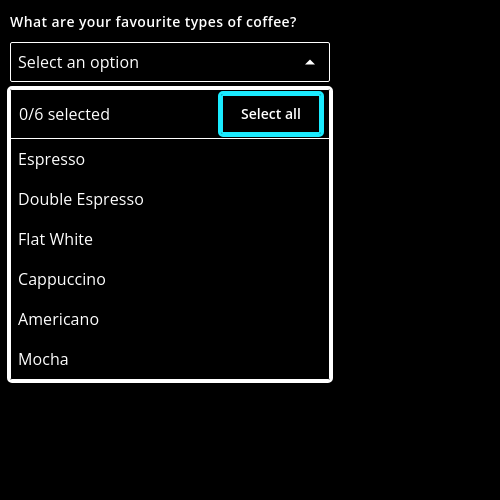 What are your favourite types of coffee?
Select an option
0/6 selected Select all
Espresso
Double Espresso
Flat White
Cappuccino
Americano
Mocha